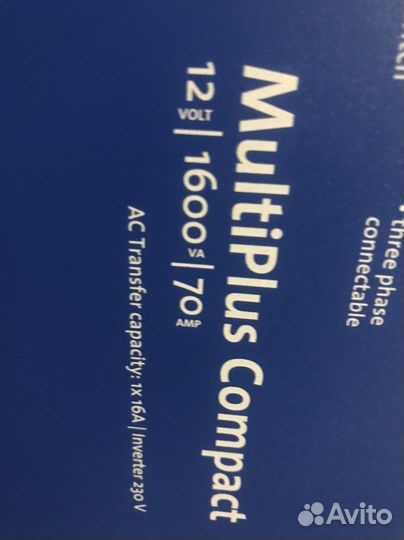 MultiPlus Compact
12 | 1600 | 70
VOLT VA AMP
AC Transfer capacity: 1x 16A | Inverter 230 V
• three phase
connectable
Avito